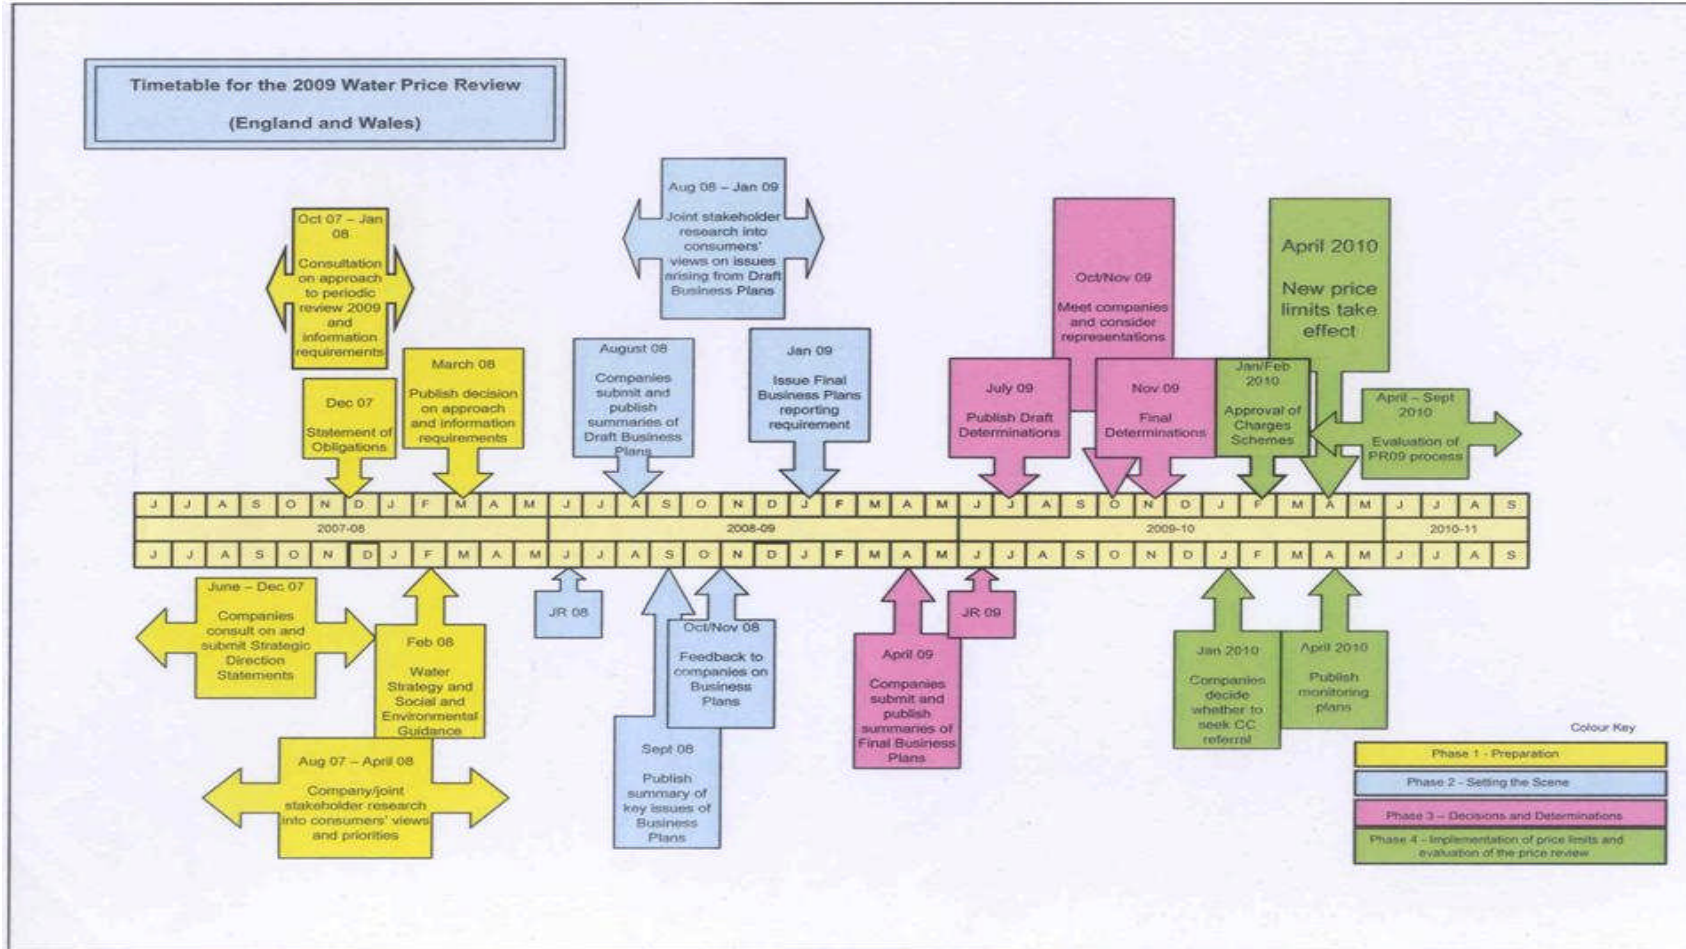 Timetable for the 2009 Water Price Review
(England and Wales)
Oct 07 – Jan
08
Consultation
on approach
to periodic
review 2009
and
information
requirements
Dec 07
Statement of
Obligations
March 08
Publish decision
on approach
and information
requirements
Aug 08 – Jan 09
Joint stakeholder
research into
consumers'
views on issues
arising from Draft
Business Plans
August 08
Companies
submit and
publish
summaries of
Draft Business
Plans
Jan 09
Issue Final
Business Plans
reporting
requirement
Oct/Nov 09
Meet companies
and consider
representations
July 09
Publish Draft
Determinations
Nov 09
Final
Determinations
April 2010
New price
limits take
effect
Jan/Feb
2010
Approval of
Charges
Schemes
April – Sept
2010
Evaluation of
PR09 process
J J A S O N D J F M A M J J A S O N D J F M A M J J A S O N D J F M A M J J A S
2007-08 2008-09 2009-10 2010-11
J J A S O N D J F M A M J J A S O N D J F M A M J J A S O N D J F M A M J J A S
June – Dec 07
Companies
consult on and
submit Strategic
Direction
Statements
Feb 08
Water
Strategy and
Social and
Environmental
Guidance
Aug 07 – April 08
Company/joint
stakeholder research
into consumers' views
and priorities
JR 08
Oct/Nov 08
Feedback to
companies on
Business
Plans
Sept 08
Publish
summary of
key issues of
Business
Plans
April 09
Companies
submit and
publish
summaries of
Final Business
Plans
JR 09
Jan 2010
Companies
decide
whether to
seek CC
referral
April 2010
Publish
monitoring
plans
Colour Key
Phase 1 - Preparation
Phase 2 - Setting the Scene
Phase 3 – Decisions and Determinations
Phase 4 - Implementation of price limits and
evaluation of the price review